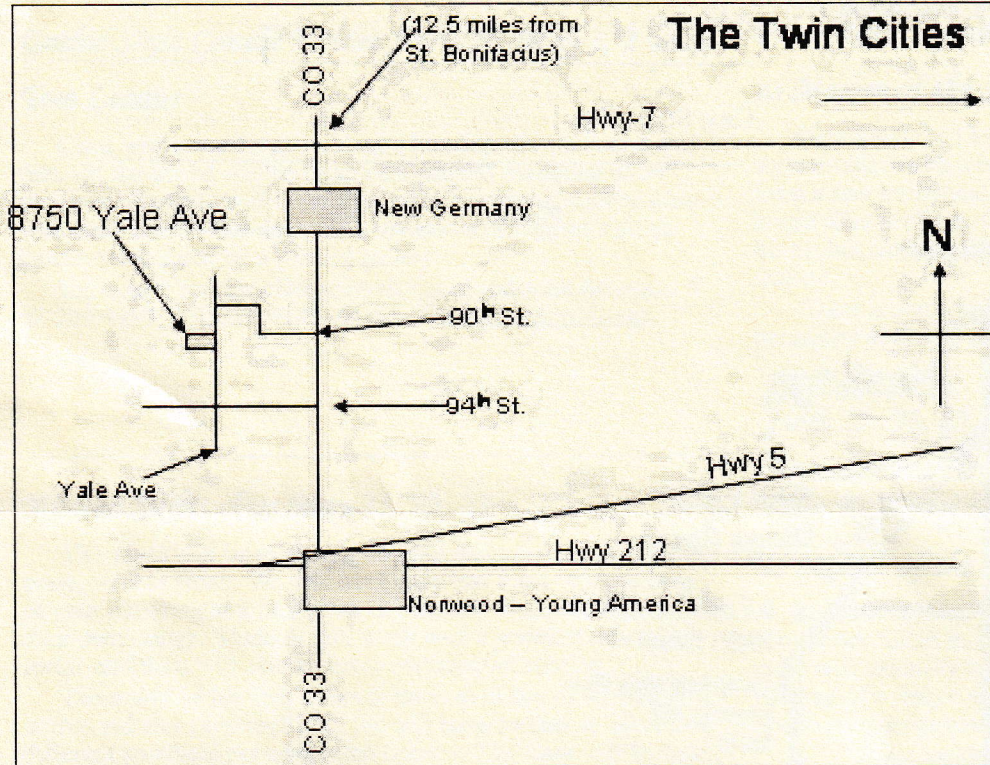 (12.5 miles from
St. Bonifacius)
The Twin Cities
CO 33
Hwy-7
New Germany
8750 Yale Ave
N
90th St.
94th St.
Yale Ave
Hwy 5
Hwy 212
Norwood – Young America
CO 33